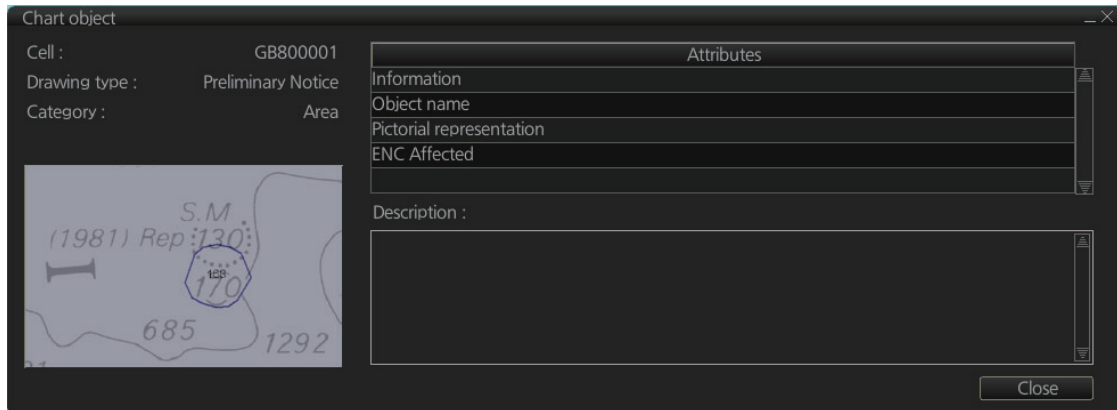 Chart object
Cell : GB800001
Drawing type : Preliminary Notice
Category : Area
Attributes
Information
Object name
Pictorial representation
ENC Affected
S.M
(1981) Rep 130
I
170
685
1292
Description :
Close